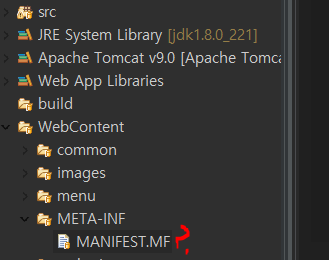 src
JRE System Library [jdk1.8.0_221]
Apache Tomcat v9.0 [Apache Tomca
Web App Libraries
build
WebContent
common
images
menu
META-INF
MANIFEST.MF ?